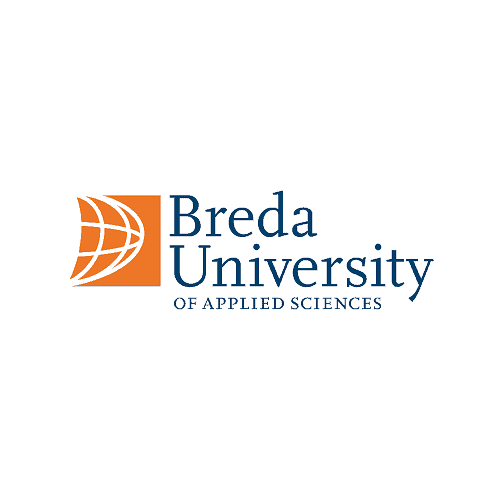 Breda
University
OF APPLIED SCIENCES